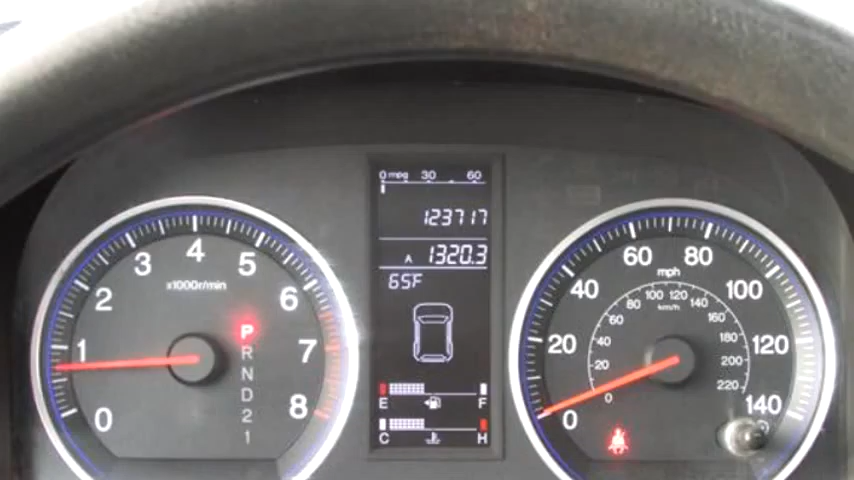 0 mpg 30 60
123717
A 1320.3
65F
E F
C H
0 1 2 3 4 5 6 7 8
x1000r/min
P
R
N
D
2
1
0 20 40 60 80 100 120 140
mph
0 20 40 60 80 100 120 140 160 180 200 220
km/h